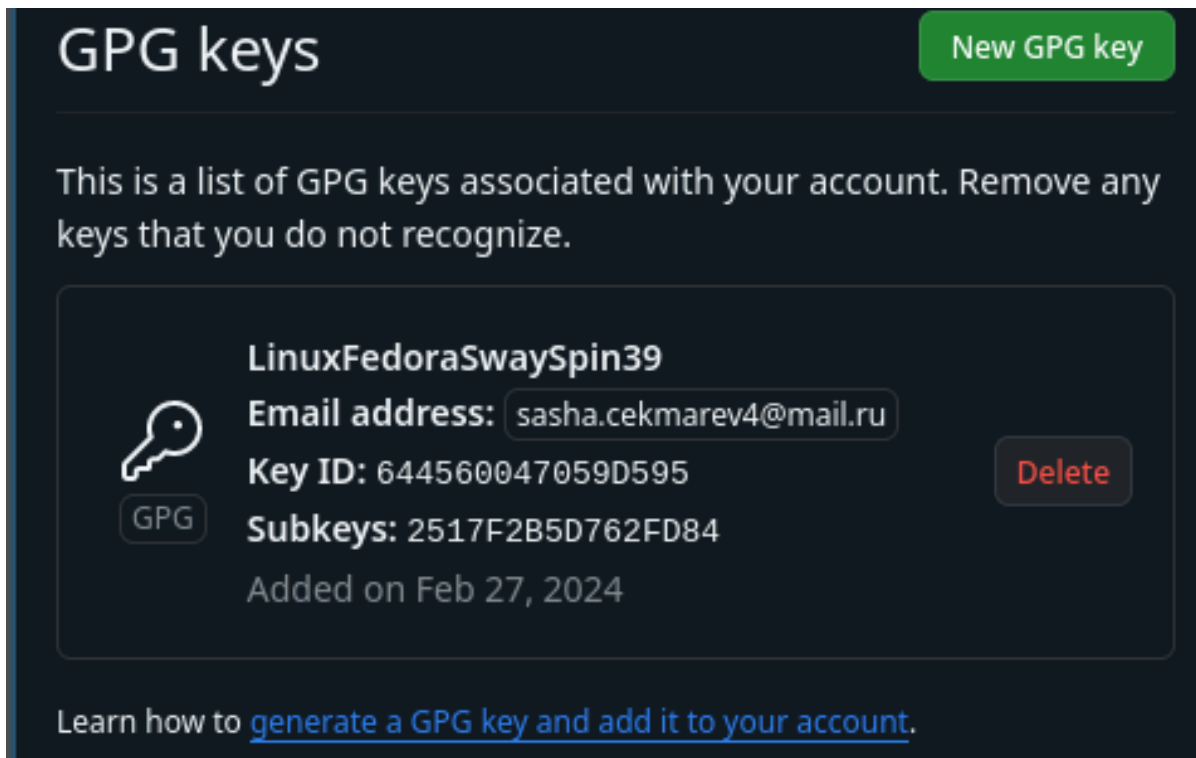 GPG keys
New GPG key
This is a list of GPG keys associated with your account. Remove any
keys that you do not recognize.
LinuxFedoraSwaySpin39
Email address: sasha.cekmarev4@mail.ru
Key ID: 644560047059D595
GPG
Subkeys: 2517F2B5D762FD84
Added on Feb 27, 2024
Delete
Learn how to generate a GPG key and add it to your account.